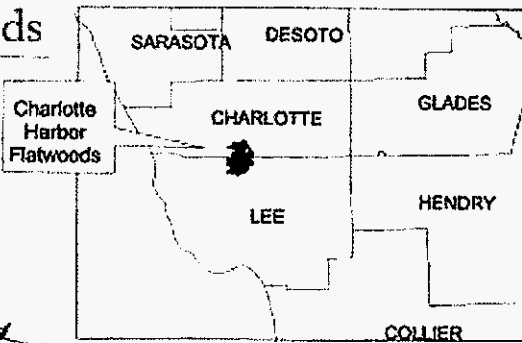 ds
SARASOTA
DESOTO
Charlotte
Harbor
Flatwoods
CHARLOTTE
GLADES
LEE
HENDRY
COLLIER